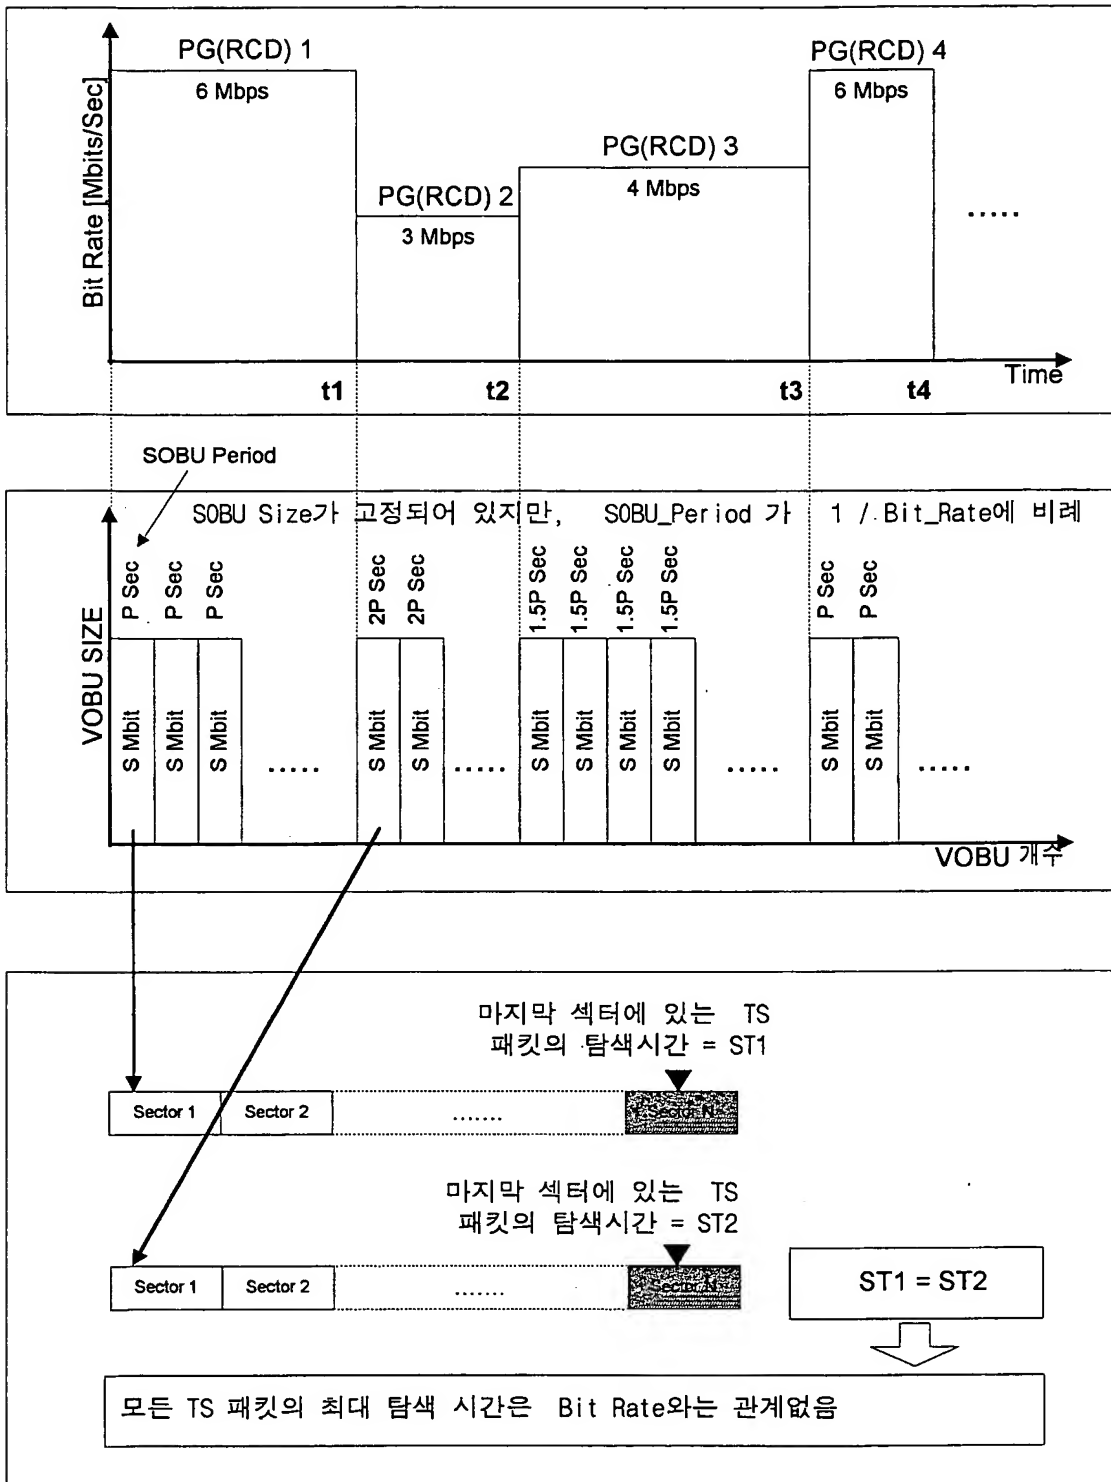 PG(RCD) 1
6 Mbps
PG(RCD) 2
3 Mbps
PG(RCD) 3
4 Mbps
PG(RCD) 4
6 Mbps
.....
Bit Rate [Mbits/Sec]
t1
t2
t3
t4
Time
SOBU Period
SOBU Size가 고정되어 있지만, SOBU_Period 가 1 / Bit_Rate에 비례
VOBU SIZE
P Sec
P Sec
P Sec
2P Sec
2P Sec
1.5P Sec
1.5P Sec
1.5P Sec
1.5P Sec
P Sec
P Sec
S Mbit
S Mbit
S Mbit
.....
S Mbit
S Mbit
.....
S Mbit
S Mbit
S Mbit
S Mbit
.....
S Mbit
S Mbit
.....
VOBU 개수
마지막 섹터에 있는 TS
패킷의 탐색시간 = ST1
Sector 1
Sector 2
.......
Sector N
마지막 섹터에 있는 TS
패킷의 탐색시간 = ST2
Sector 1
Sector 2
.......
Sector N
ST1 = ST2
모든 TS 패킷의 최대 탐색 시간은 Bit Rate와는 관계없음